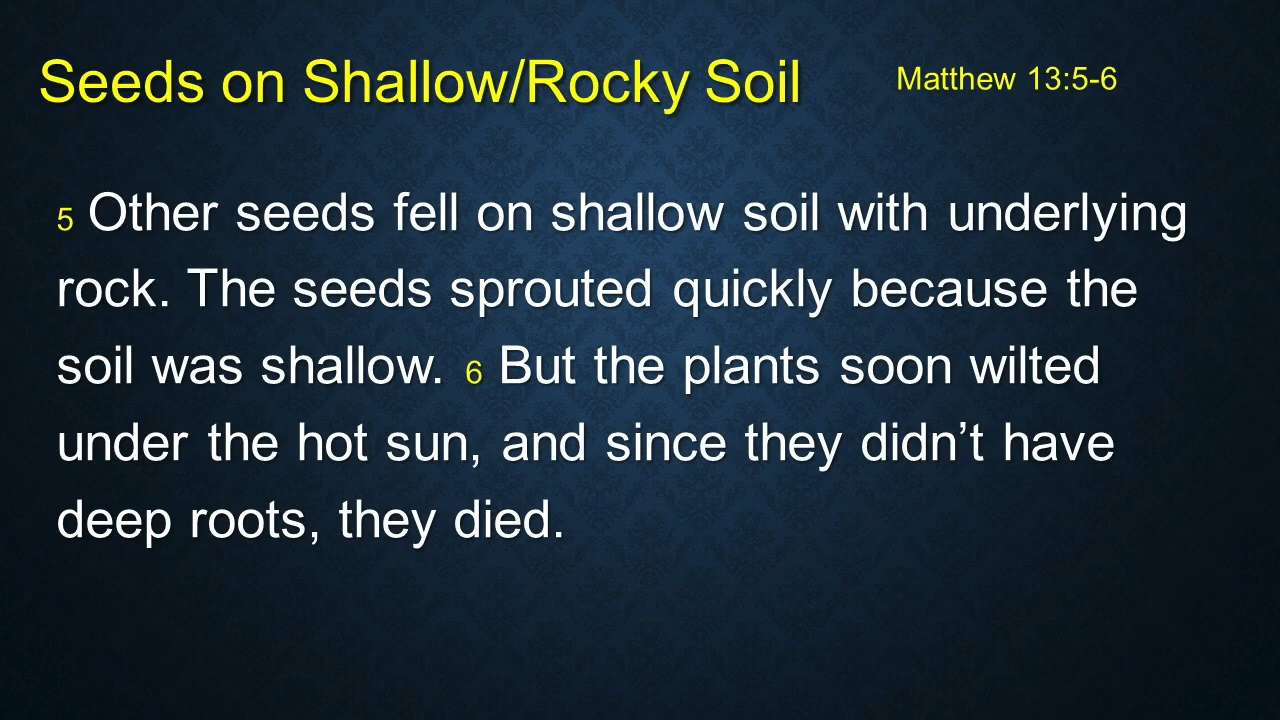 Seeds on Shallow/Rocky Soil
Matthew 13:5-6
5 Other seeds fell on shallow soil with underlying
rock. The seeds sprouted quickly because the
soil was shallow. 6 But the plants soon wilted
under the hot sun, and since they didn’t have
deep roots, they died.